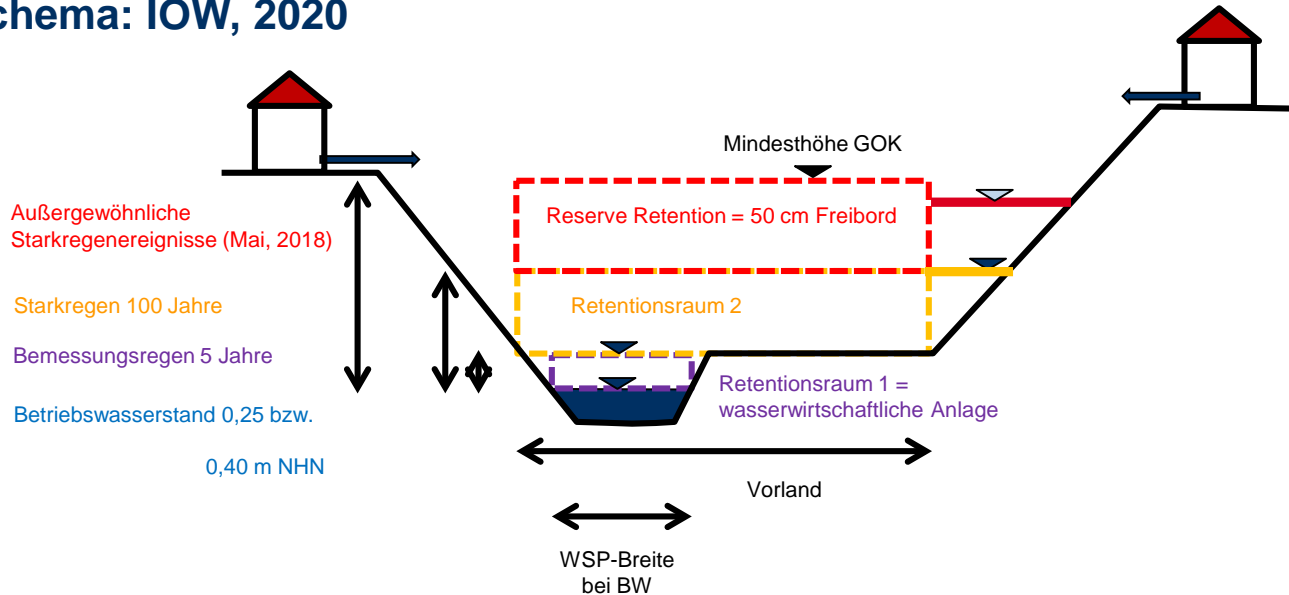 chema: IOW, 2020
Mindesthöhe GOK
Außergewöhnliche
Starkregenereignisse (Mai, 2018)
Reserve Retention = 50 cm Freibord
Starkregen 100 Jahre
Retentionsraum 2
Bemessungsregen 5 Jahre
Retentionsraum 1 =
wasserwirtschaftliche Anlage
Betriebswasserstand 0,25 bzw.
0,40 m NHN
Vorland
WSP-Breite
bei BW